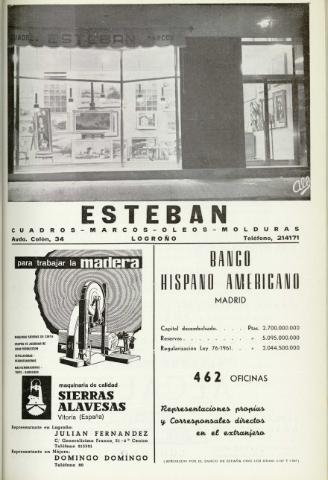 CUADROS ESTEBAN MARCOS
ESTEBAN
CUADROS - MARCOS - OLEOS - MOLDURAS
Avda. Colón, 34 LOGROÑO Teléfono, 214171
para trabajar la madera
maquinaria de calidad
SIERRAS
ALAVESAS
Vitoria (España)
Representante en Logroño:
JULIAN FERNANDEZ
Representante en Nájera:
DOMINGO DOMINGO
BANCO
HISPANO AMERICANO
MADRID
Capital desembolsado. . . . Ptas. 2.700.000.000
Reservas. . . . . . . » 5.095.000.000
Regularización Ley 76-1961. . . » 2.044.500.000
462 OFICINAS
Representaciones propias
y Corresponsales directos
en el extranjero